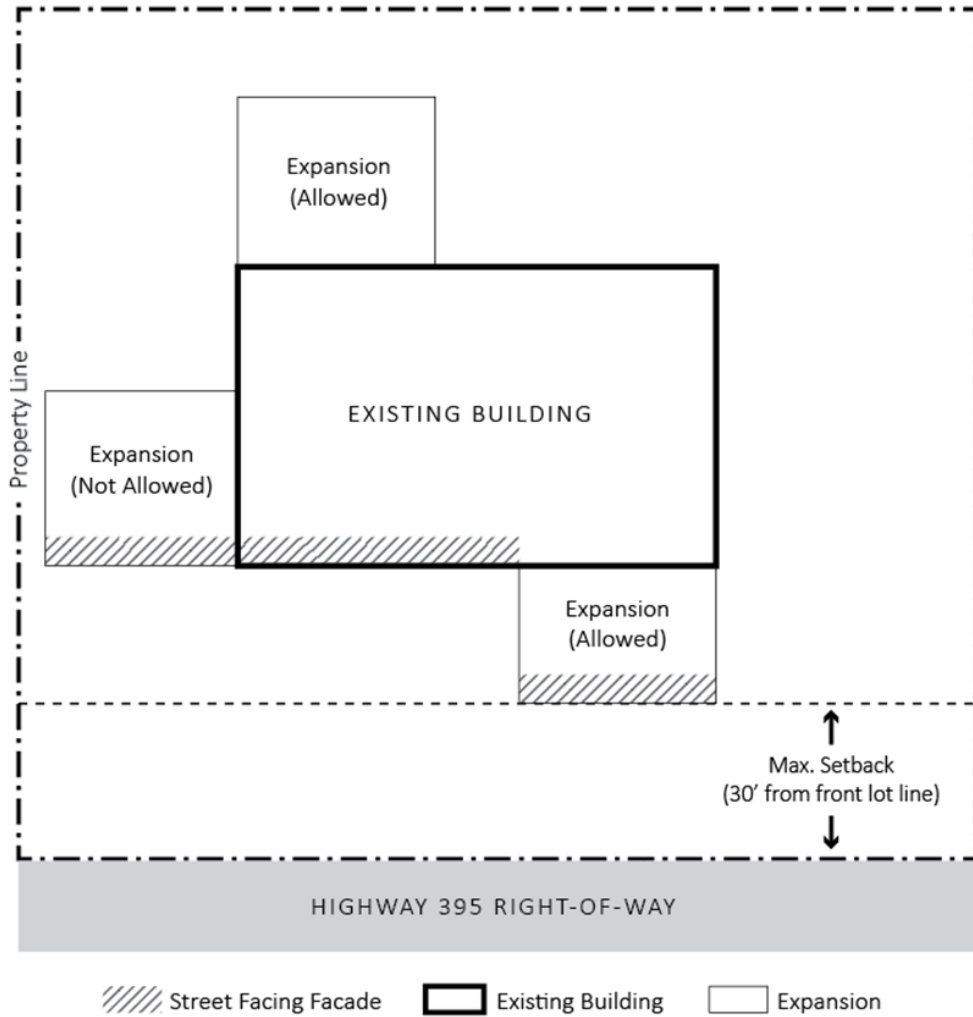 Expansion
(Allowed)
Property Line
EXISTING BUILDING
Expansion
(Not Allowed)
Expansion
(Allowed)
Max. Setback
(30’ from front lot line)
HIGHWAY 395 RIGHT-OF-WAY
Street Facing Facade
Existing Building
Expansion